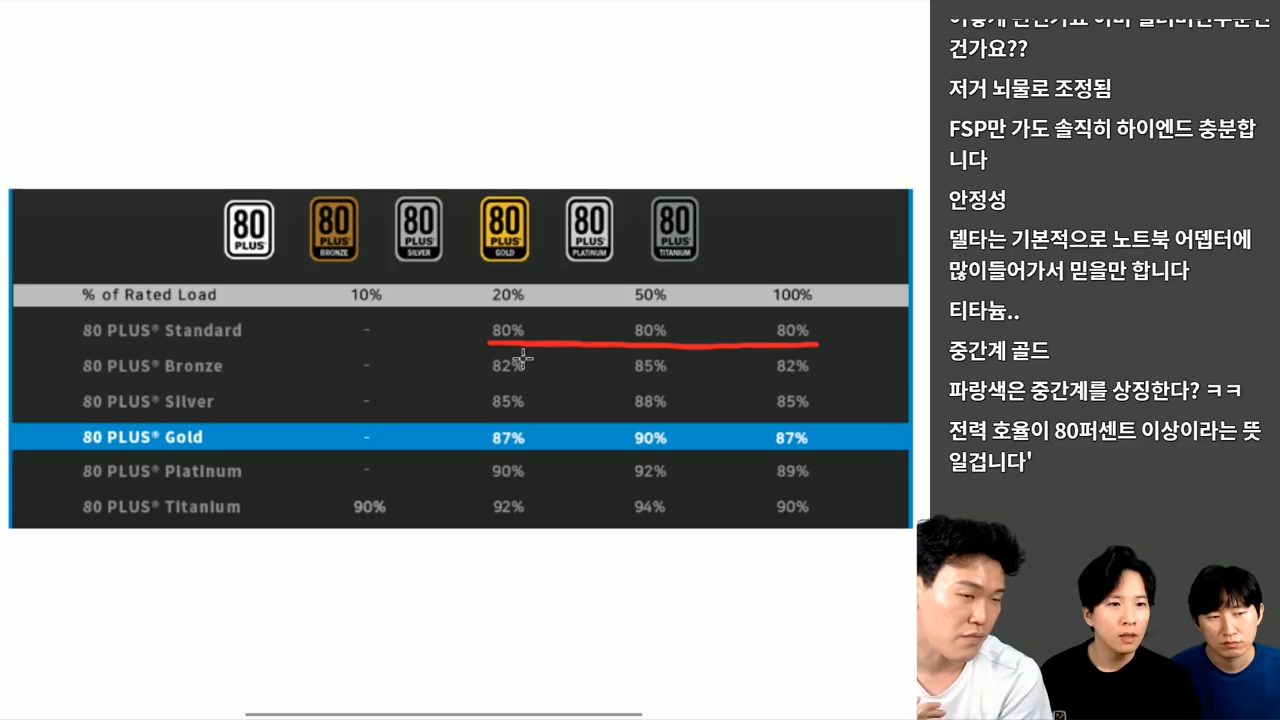 80 PLUS
80 PLUS BRONZE
80 PLUS SILVER
80 PLUS GOLD
80 PLUS PLATINUM
80 PLUS TITANIUM
% of Rated Load 10% 20% 50% 100%
80 PLUS® Standard - 80% 80% 80%
80 PLUS® Bronze - 82% 85% 82%
80 PLUS® Silver - 85% 88% 85%
80 PLUS® Gold - 87% 90% 87%
80 PLUS® Platinum - 90% 92% 89%
80 PLUS® Titanium 90% 92% 94% 90%
건가요??
저거 뇌물로 조정됨
FSP만 가도 솔직히 하이엔드 충분합
니다
안정성
델타는 기본적으로 노트북 어뎁터에
많이들어가서 믿을만 합니다
티타늄..
중간계 골드
파랑색은 중간계를 상징한다? ㅋㅋ
전력 호율이 80퍼센트 이상이라는 뜻
일겁니다'